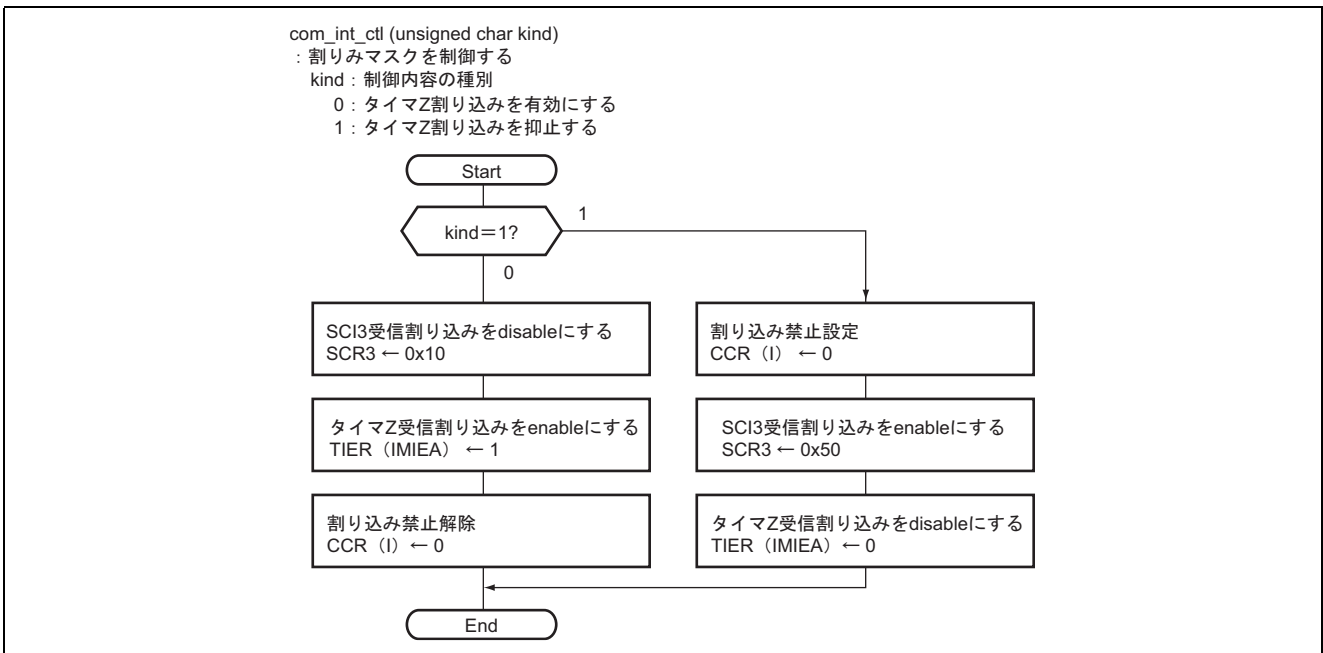 com_int_ctl (unsigned char kind)
：割りみマスクを制御する
kind：制御内容の種別
0：タイマZ割り込みを有効にする
1：タイマZ割り込みを抑止する
Start
kind＝1?
1
0
SCI3受信割り込みをdisableにする
SCR3 ← 0x10
タイマZ受信割り込みをenableにする
TIER（IMIEA） ← 1
割り込み禁止解除
CCR（I）← 0
割り込み禁止設定
CCR（I） ← 0
SCI3受信割り込みをenableにする
SCR3 ← 0x50
タイマZ受信割り込みをdisableにする
TIER（IMIEA）← 0
End